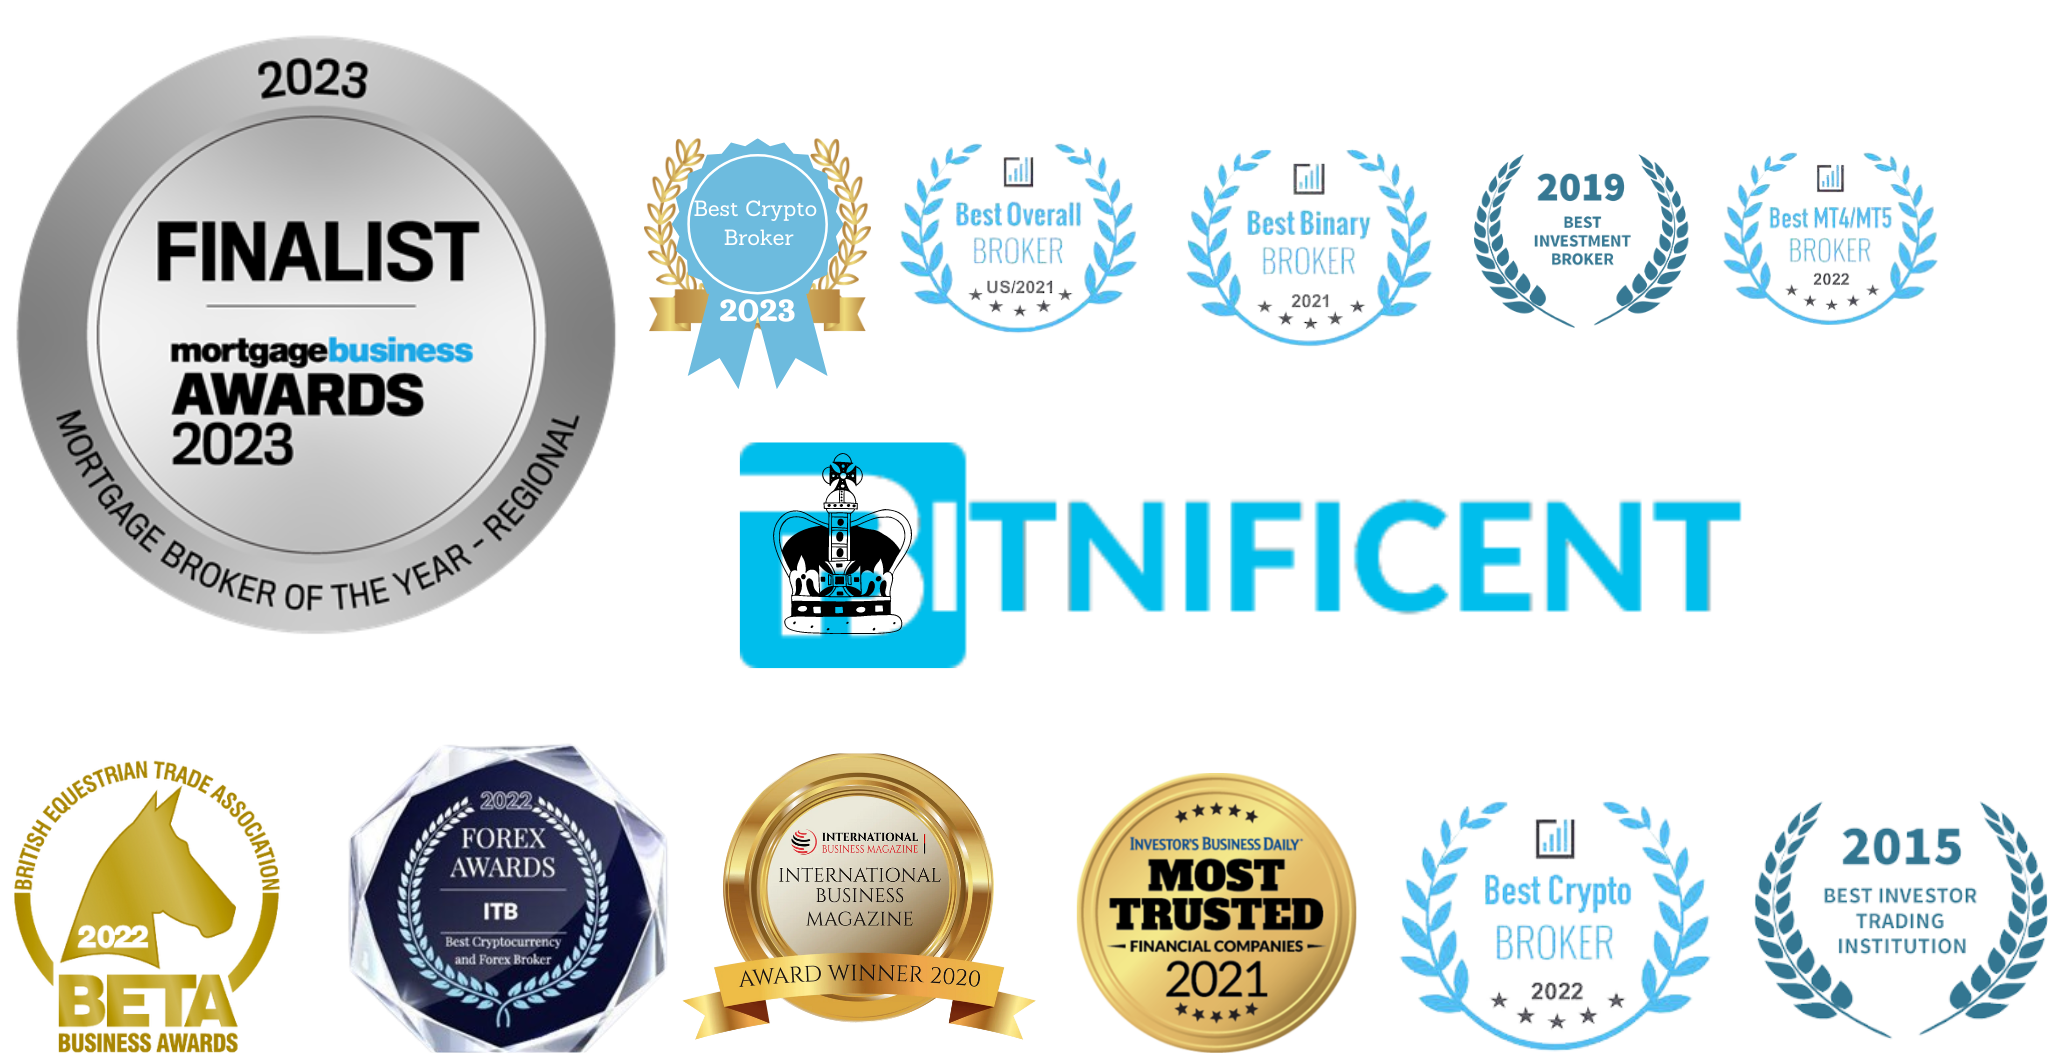 2023
FINALIST
mortgagebusiness
AWARDS
2023
MORTGAGE BROKER OF THE YEAR - REGIONAL
Best Crypto
Broker
2023
Best Overall
BROKER
US/2021
Best Binary
BROKER
2021
2019
BEST
INVESTMENT
BROKER
Best MT4/MT5
BROKER
2022
BITNIFICENT
BRITISH EQUESTRIAN TRADE ASSOCIATION
2022
BETA
BUSINESS AWARDS
2022
FOREX
AWARDS
ITB
Best Cryptocurrency
and Forex Broker
INTERNATIONAL
BUSINESS MAGAZINE
INTERNATIONAL
BUSINESS
MAGAZINE
AWARD WINNER 2020
INVESTOR'S BUSINESS DAILY
MOST
TRUSTED
FINANCIAL COMPANIES
2021
Best Crypto
BROKER
2022
2015
BEST INVESTOR
TRADING
INSTITUTION